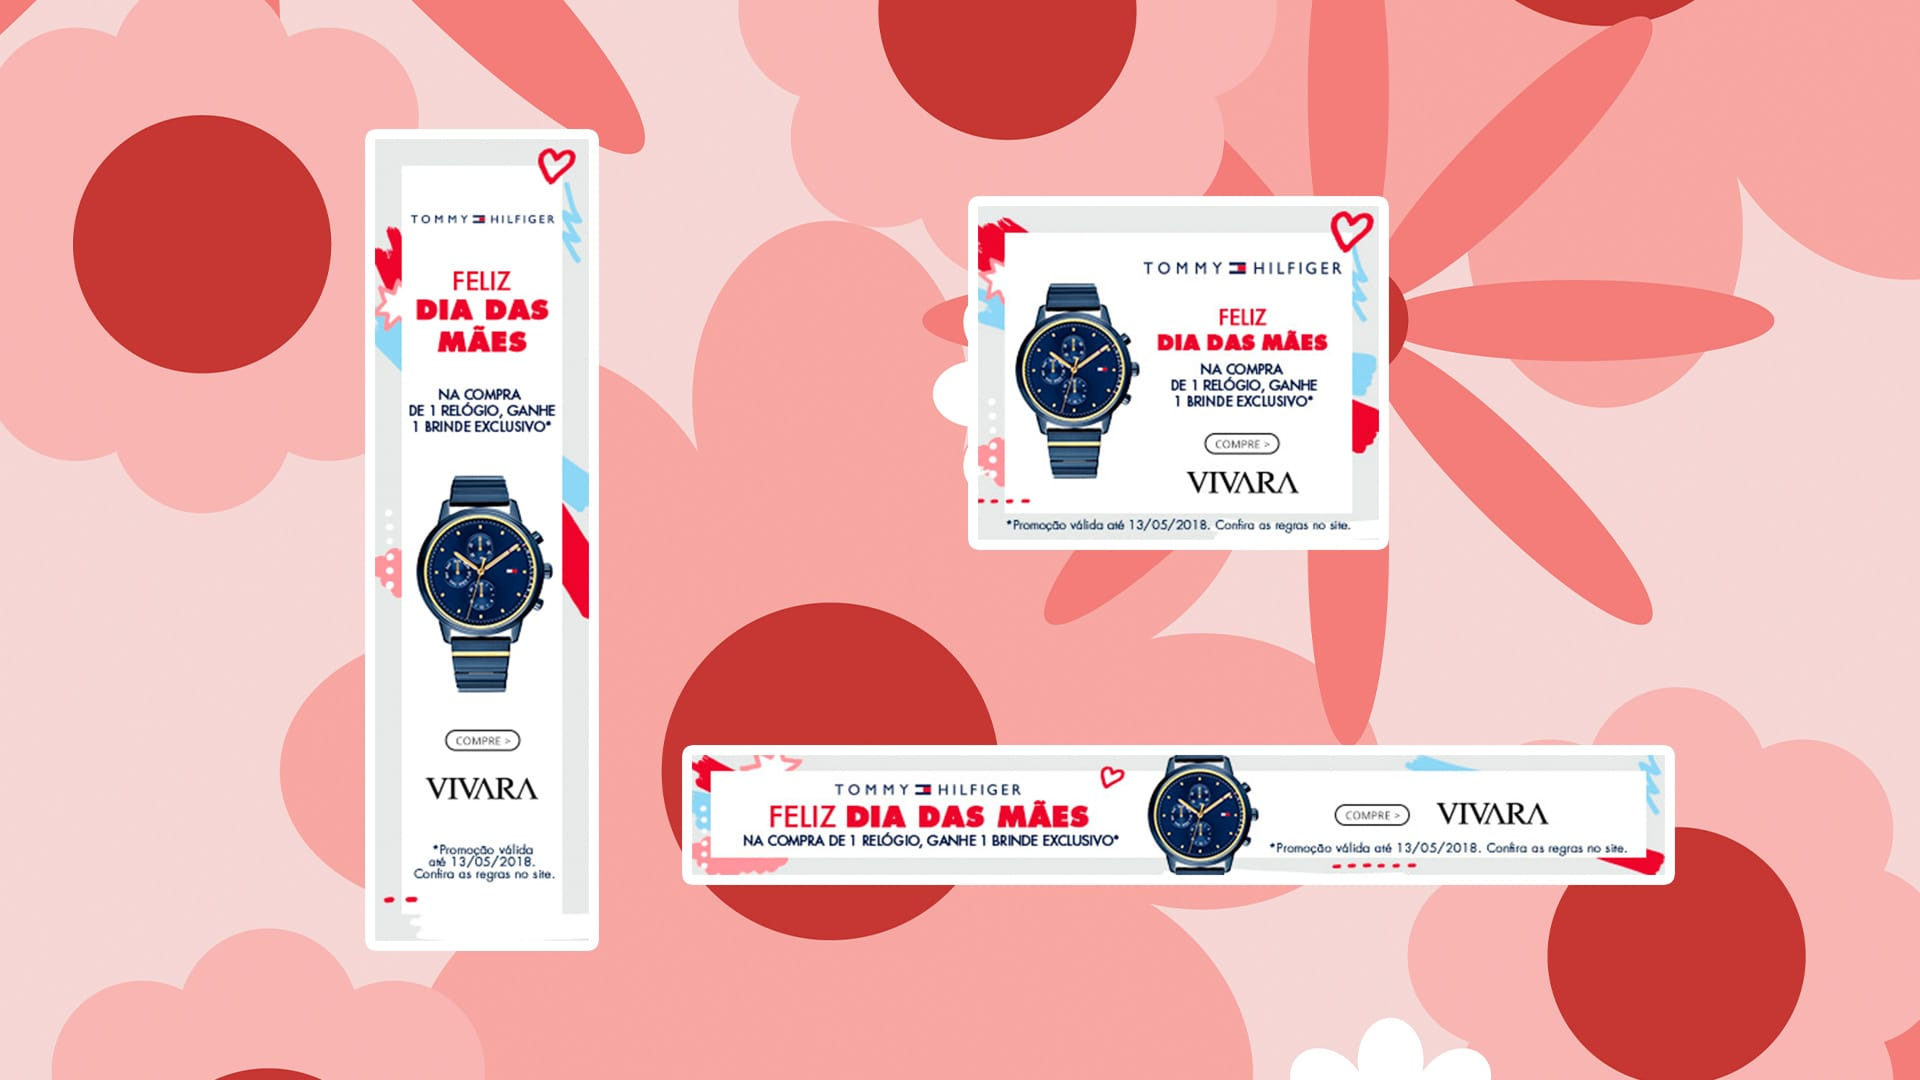 TOMMY HILFIGER
FELIZ
DIA DAS
MÃES
NA COMPRA
DE 1 RELÓGIO, GANHE
1 BRINDE EXCLUSIVO*
COMPRE >
VIVARA
*Promoção válida
até 13/05/2018.
Confira as regras no site.
TOMMY HILFIGER
FELIZ
DIA DAS MÃES
NA COMPRA
DE 1 RELÓGIO, GANHE
1 BRINDE EXCLUSIVO*
COMPRE >
VIVARA
*Promoção válida até 13/05/2018. Confira as regras no site.
TOMMY HILFIGER
FELIZ DIA DAS MÃES
NA COMPRA DE 1 RELÓGIO, GANHE 1 BRINDE EXCLUSIVO*
COMPRE >
VIVARA
*Promoção válida até 13/05/2018. Confira as regras no site.